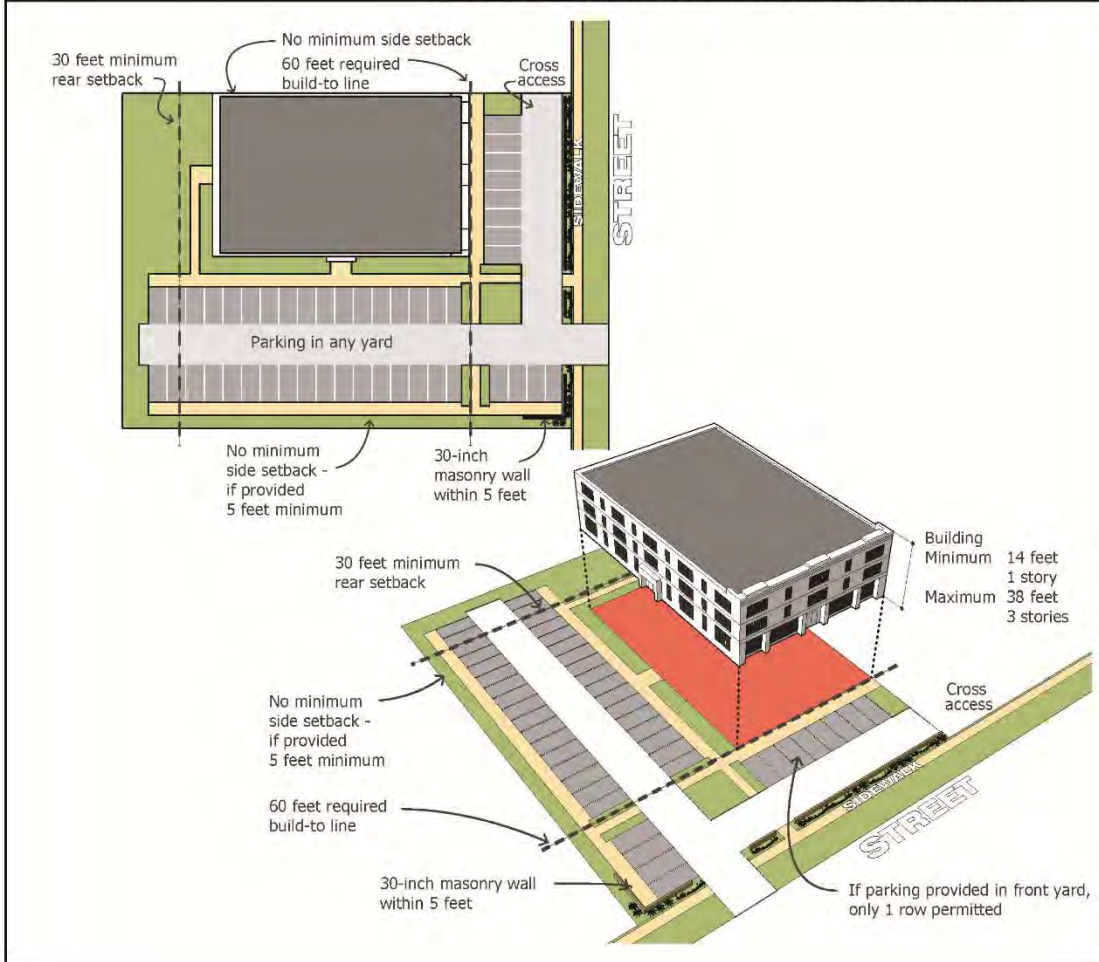 No minimum side setback
30 feet minimum
rear setback
60 feet required
build-to line
Cross
access
SIDEWALK
STREET
Parking in any yard
No minimum
side setback -
if provided
5 feet minimum
30-inch
masonry wall
within 5 feet
30 feet minimum
rear setback
Building
Minimum 14 feet
1 story
Maximum 38 feet
3 stories
No minimum
side setback -
if provided
5 feet minimum
Cross
access
SIDEWALK
STREET
60 feet required
build-to line
30-inch masonry wall
within 5 feet
If parking provided in front yard,
only 1 row permitted